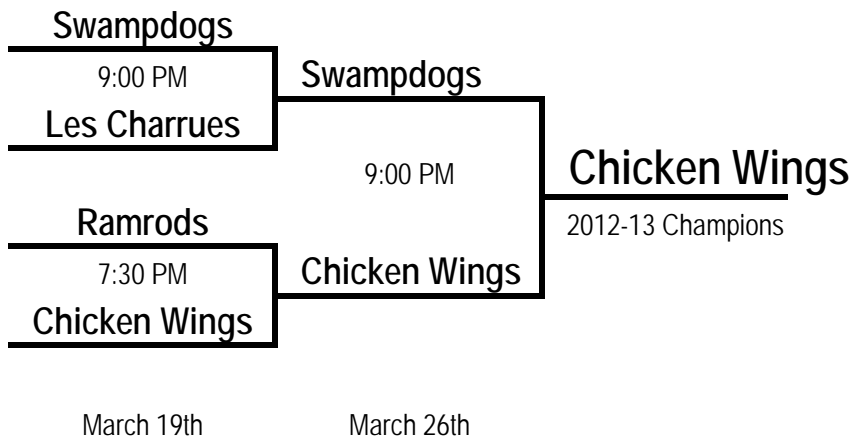 Swampdogs
9:00 PM
Swampdogs
Les Charrues
9:00 PM
Chicken Wings
Ramrods
2012-13 Champions
7:30 PM
Chicken Wings
Chicken Wings
March 19th
March 26th